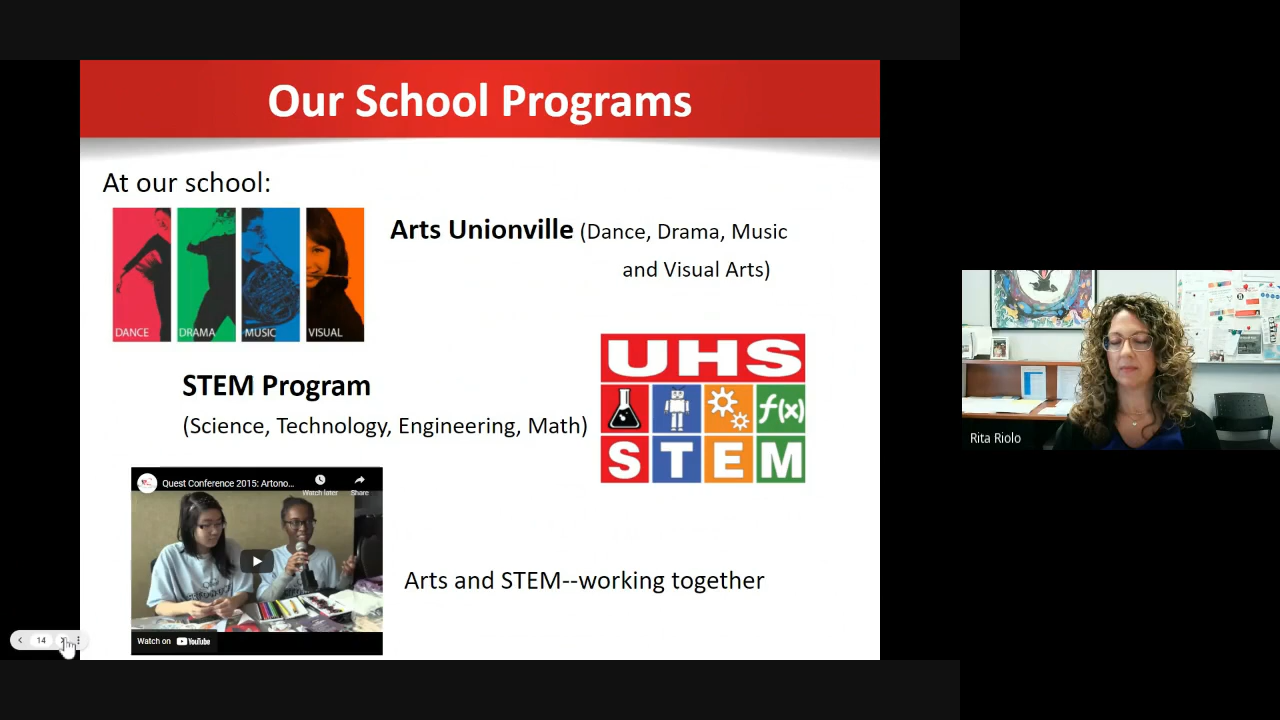 Our School Programs
At our school:
Arts Unionville (Dance, Drama, Music
and Visual Arts)
DANCE
DRAMA
MUSIC
VISUAL
UHS
f(x)
STEM
STEM Program
(Science, Technology, Engineering, Math)
Quest Conference 2015: Artono...
Watch later
Share
Watch on YouTube
Arts and STEM--working together
14
Rita Riolo